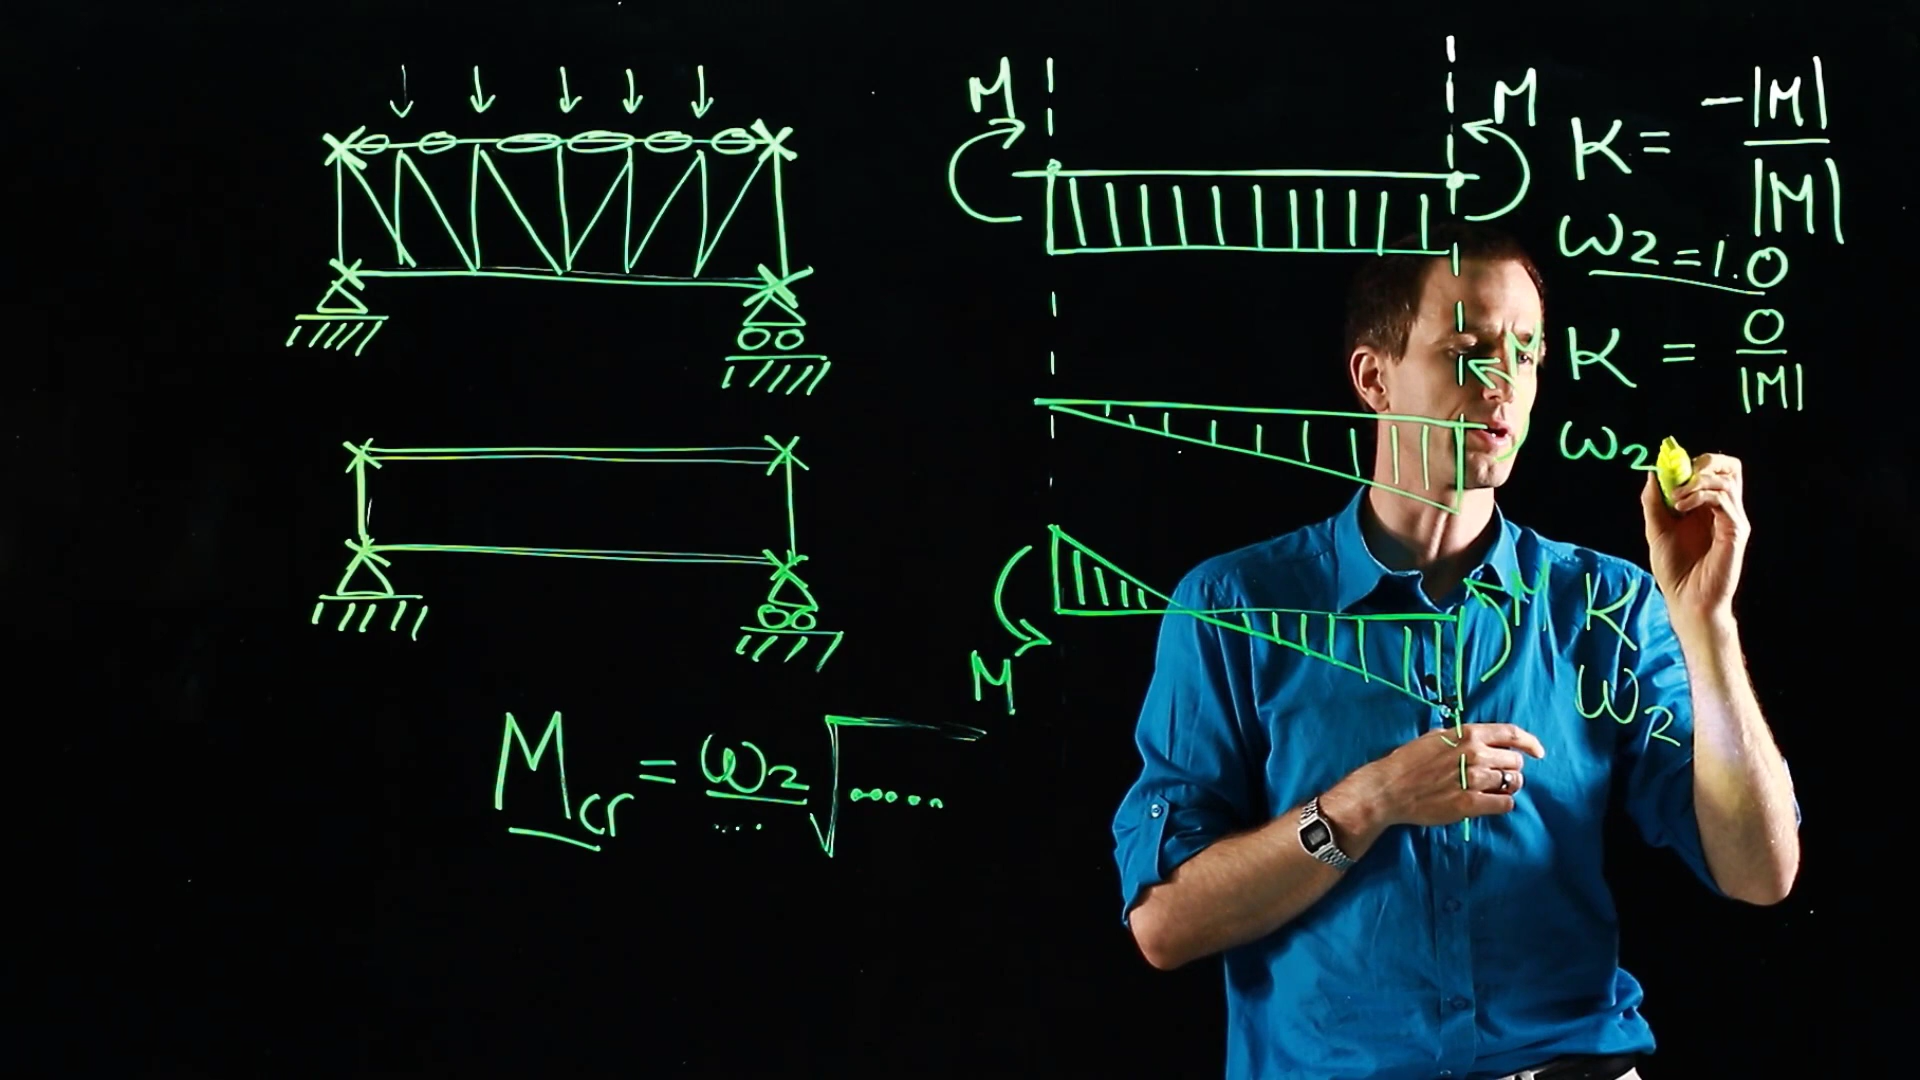 M
M
K = -|M| / |M|
ω2 = 1.0
M
K = 0 / |M|
ω2
M
M
K
ω2
Mcr = ω2 √.....
...